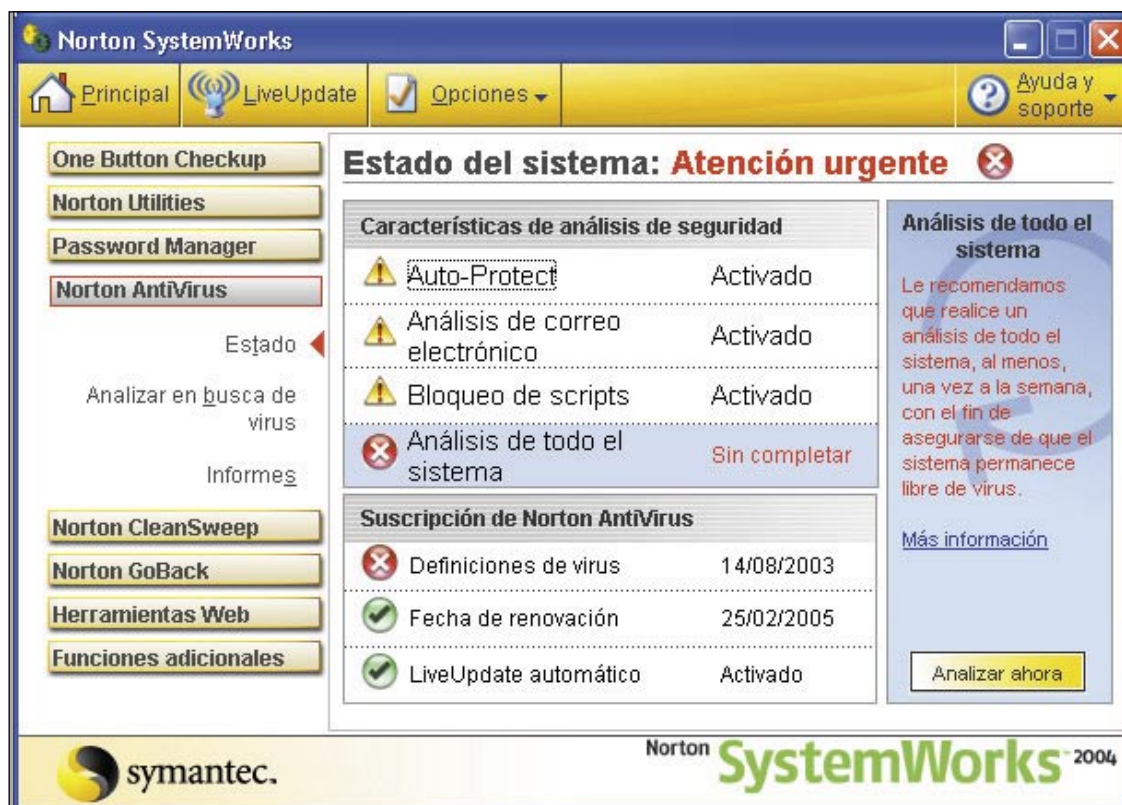 Norton SystemWorks
Principal
LiveUpdate
Opciones
Ayuda y
soporte
One Button Checkup
Norton Utilities
Password Manager
Norton AntiVirus
Estado
Analizar en busca de
virus
Informes
Norton CleanSweep
Norton GoBack
Herramientas Web
Funciones adicionales
Estado del sistema: Atención urgente
Características de análisis de seguridad
Auto-Protect Activado
Análisis de correo
electrónico Activado
Bloqueo de scripts Activado
Análisis de todo el
sistema Sin completar
Suscripción de Norton AntiVirus
Definiciones de virus 14/08/2003
Fecha de renovación 25/02/2005
LiveUpdate automático Activado
Análisis de todo el
sistema
Le recomendamos
que realice un
análisis de todo el
sistema, al menos,
una vez a la semana,
con el fin de
asegurarse de que el
sistema permanece
libre de virus.
Más información
Analizar ahora
symantec.
Norton SystemWorks 2004